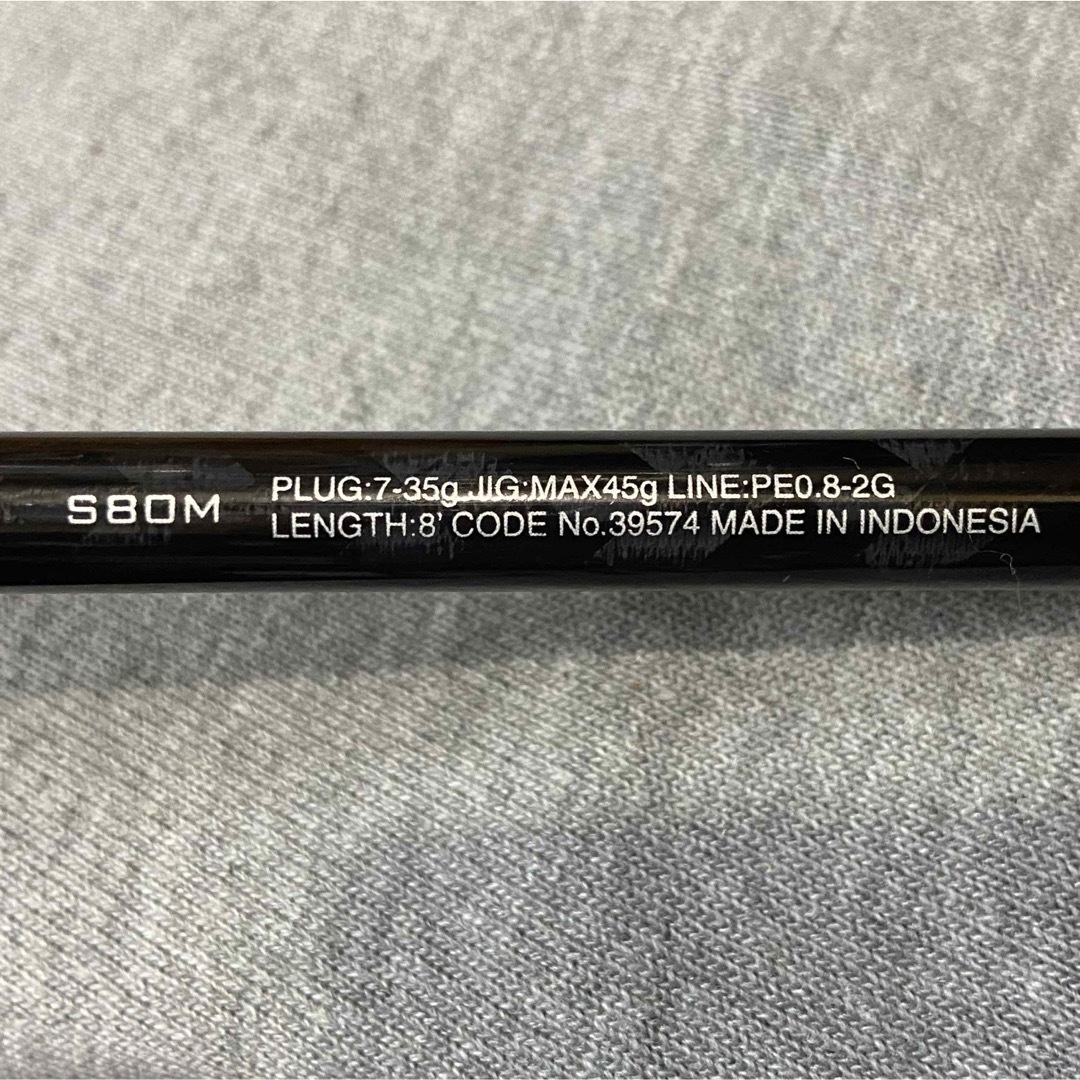 S80M
PLUG:7-35g JIG:MAX45g LINE:PE0.8-2G
LENGTH:8' CODE No.39574 MADE IN INDONESIA